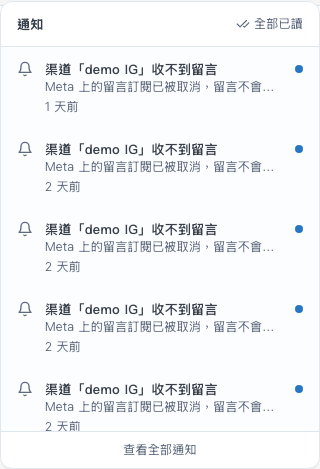 通知
全部已讀
渠道「demo IG」收不到留言
Meta 上的留言訂閱已被取消，留言不會...
1 天前
渠道「demo IG」收不到留言
Meta 上的留言訂閱已被取消，留言不會...
2 天前
渠道「demo IG」收不到留言
Meta 上的留言訂閱已被取消，留言不會...
2 天前
渠道「demo IG」收不到留言
Meta 上的留言訂閱已被取消，留言不會...
2 天前
渠道「demo IG」收不到留言
Meta 上的留言訂閱已被取消，留言不會...
2 天前
查看全部通知